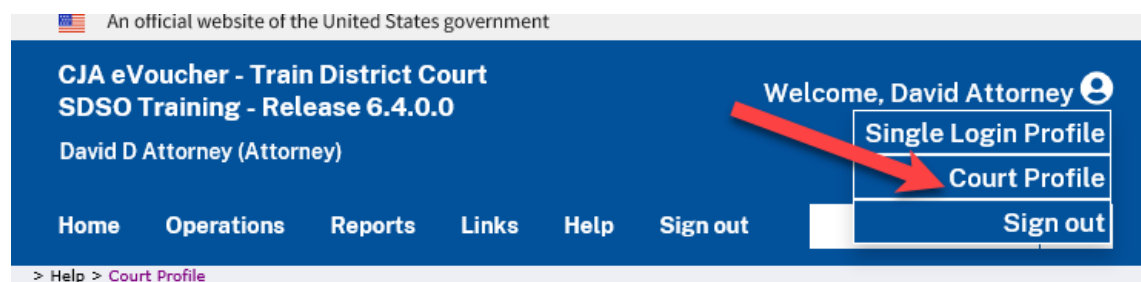 An official website of the United States government
CJA eVoucher - Train District Court
SDSO Training - Release 6.4.0.0
Welcome, David Attorney
David D Attorney (Attorney)
Single Login Profile
Court Profile
Sign out
Home Operations Reports Links Help Sign out
> Help > Court Profile